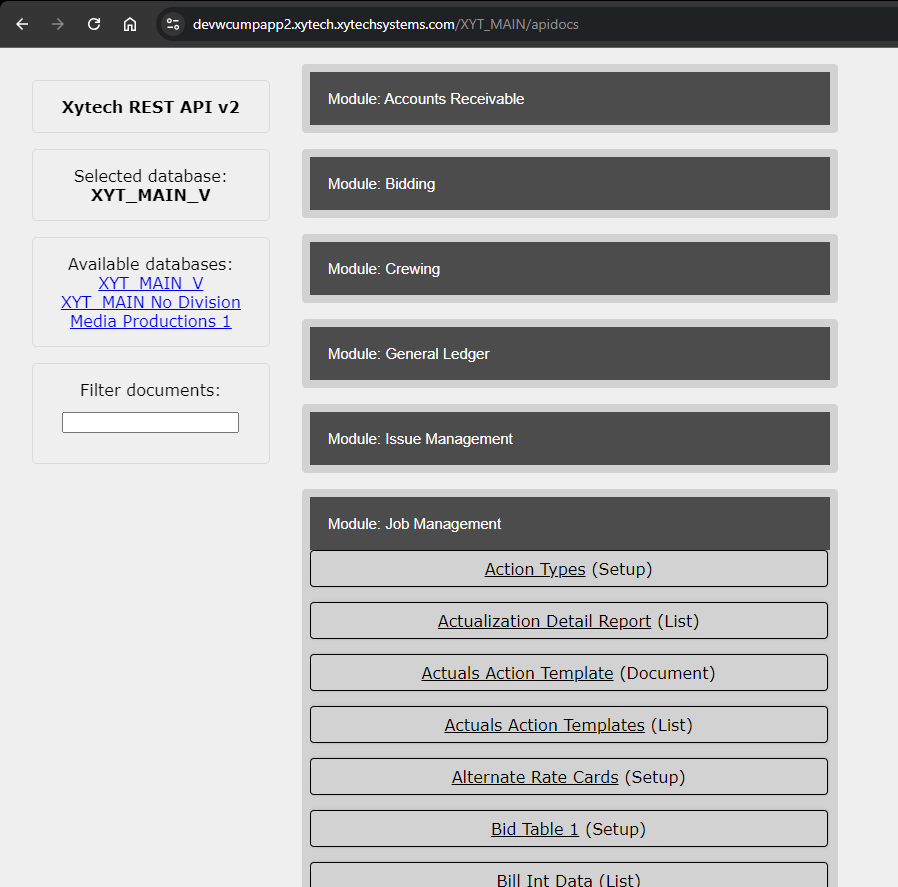 devwcumpapp2.xytech.xytechsystems.com/XYT_MAIN/apidocs
Xytech REST API v2
Selected database:
XYT_MAIN_V
Available databases:
XYT_MAIN_V
XYT_MAIN No Division
Media Productions 1
Filter documents:
Module: Accounts Receivable
Module: Bidding
Module: Crewing
Module: General Ledger
Module: Issue Management
Module: Job Management
Action Types (Setup)
Actualization Detail Report (List)
Actuals Action Template (Document)
Actuals Action Templates (List)
Alternate Rate Cards (Setup)
Bid Table 1 (Setup)
Bill Int Data (List)